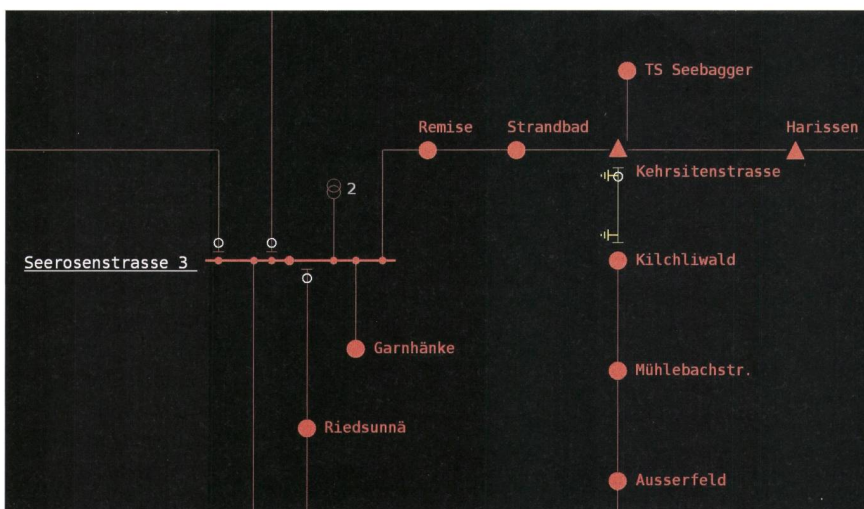 TS Seebagger
Remise
Strandbad
Harissen
Kehrsitenstrasse
2
Seerosenstrasse 3
Kilchliwald
Garnhänke
Mühlebachstr.
Riedsunnä
Ausserfeld